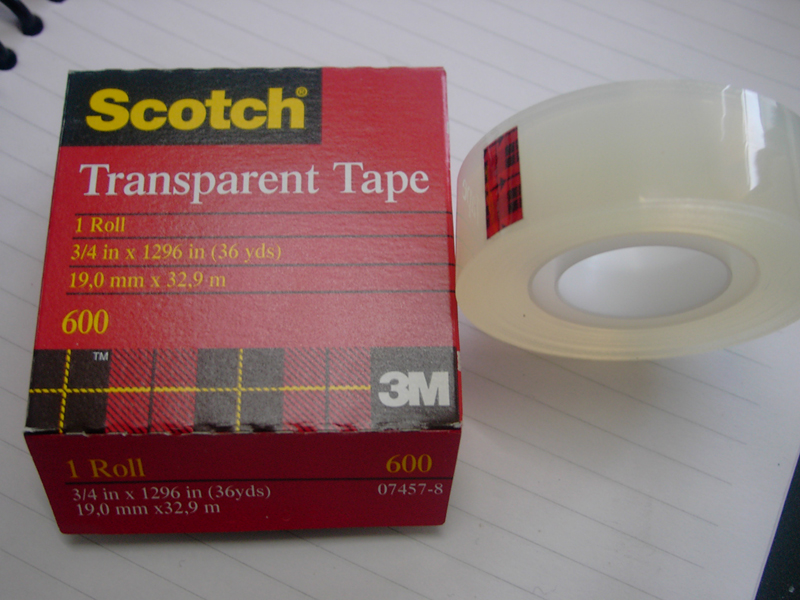 Scotch®
Transparent Tape
1 Roll
3/4 in x 1296 in (36 yds)
19,0 mm x 32,9 m
600
™
3M
1 Roll 600
3/4 in x 1296 in (36yds) 07457-8
19,0 mm x32,9 m